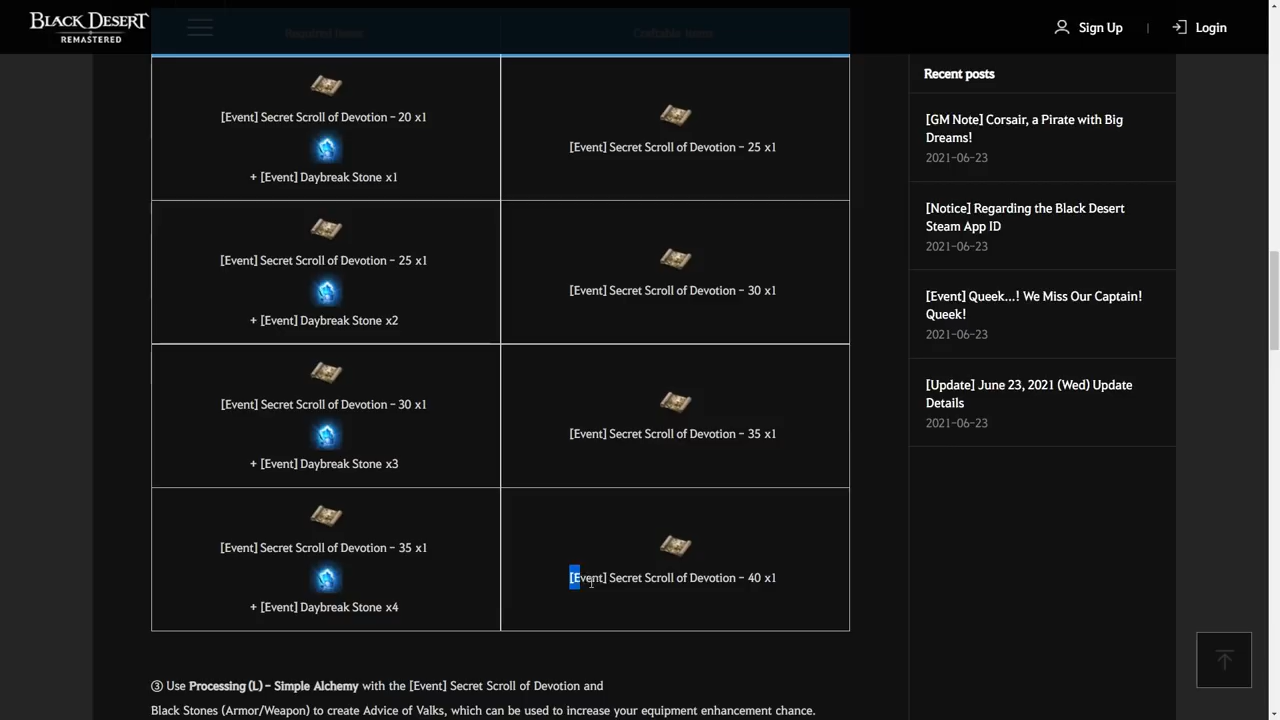 BLACK DESERT
REMASTERED
Required Items
Craftable Items
Sign Up
Login
[Event] Secret Scroll of Devotion - 20 x1
+ [Event] Daybreak Stone x1
[Event] Secret Scroll of Devotion - 25 x1
[Event] Secret Scroll of Devotion - 25 x1
+ [Event] Daybreak Stone x2
[Event] Secret Scroll of Devotion - 30 x1
[Event] Secret Scroll of Devotion - 30 x1
+ [Event] Daybreak Stone x3
[Event] Secret Scroll of Devotion - 35 x1
[Event] Secret Scroll of Devotion - 35 x1
+ [Event] Daybreak Stone x4
[Event] Secret Scroll of Devotion - 40 x1
③ Use Processing (L) - Simple Alchemy with the [Event] Secret Scroll of Devotion and
Black Stones (Armor/Weapon) to create Advice of Valks, which can be used to increase your equipment enhancement chance.
Recent posts
[GM Note] Corsair, a Pirate with Big
Dreams!
2021-06-23
[Notice] Regarding the Black Desert
Steam App ID
2021-06-23
[Event] Queek...! We Miss Our Captain!
Queek!
2021-06-23
[Update] June 23, 2021 (Wed) Update
Details
2021-06-23